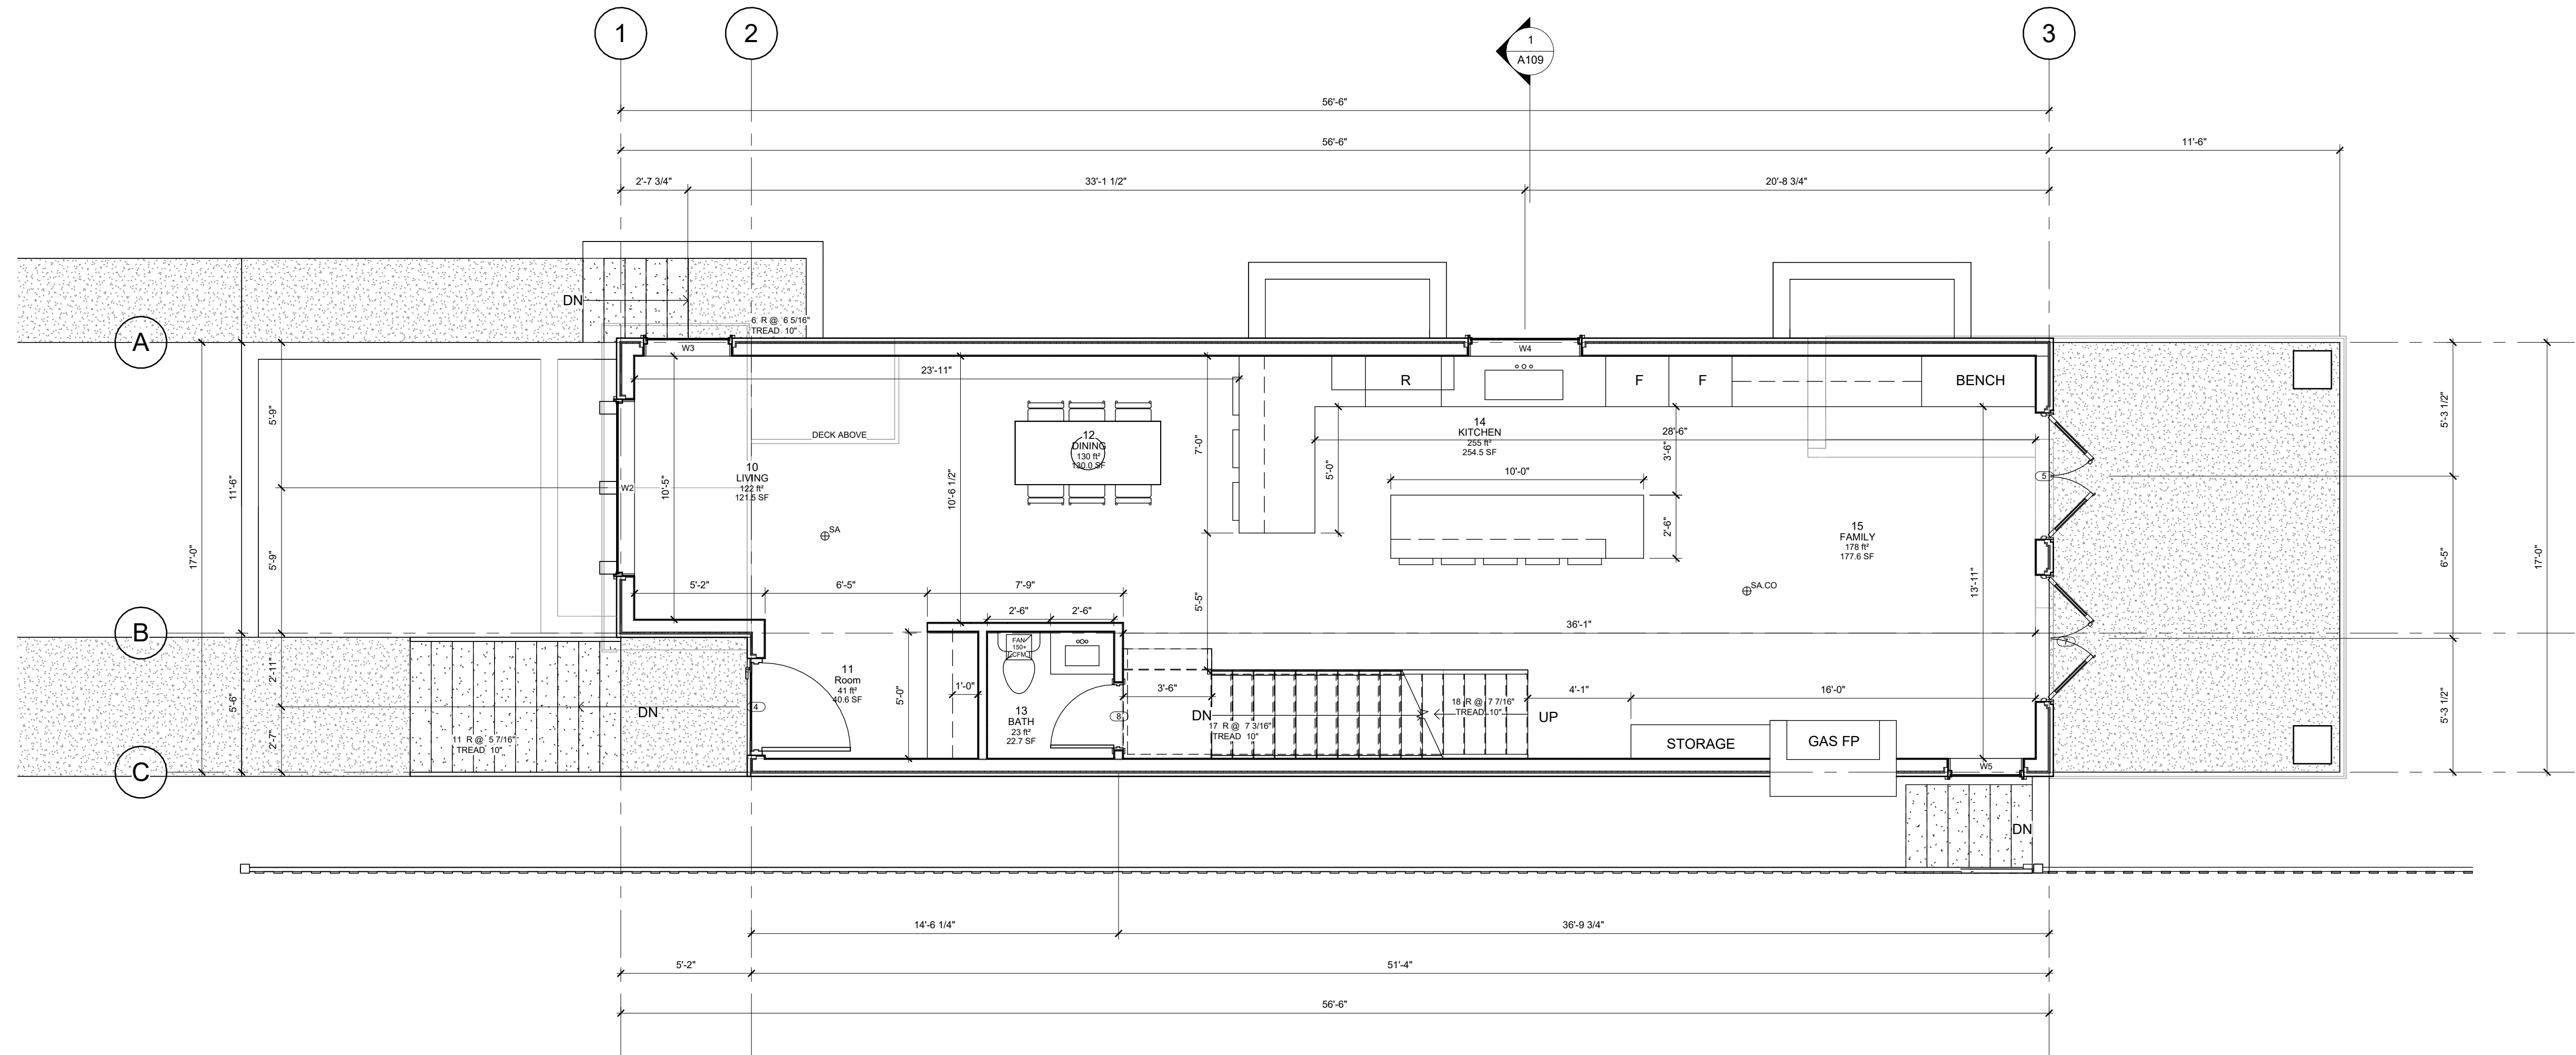 1
2
3
1
A109
56'-6"
56'-6"
11'-6"
2'-7 3/4"
33'-1 1/2"
20'-8 3/4"
DN
6 R @ 6 5/16"
TREAD 10"
A
W3
W4
23'-11"
R
F
F
BENCH
DECK ABOVE
12
DINING
130 ft²
130.0 SF
14
KITCHEN
255 ft²
254.5 SF
28'-6"
3'-6"
7'-0"
5'-0"
10'-0"
2'-6"
5'-9"
11'-6"
17'-0"
5'-9"
W2
10'-5"
10
LIVING
122 ft²
121.5 SF
10'-6 1/2"
SA
5
15
FAMILY
178 ft²
177.6 SF
SA.CO
13'-11"
5'-3 1/2"
6'-5"
17'-0"
5'-3 1/2"
5'-2"
6'-5"
7'-9"
5'-5"
2'-6"
2'-6"
36'-1"
B
FAN
150+
CFM
7
2'-11"
5'-6"
2'-7"
11
Room
41 ft²
40.6 SF
5'-0"
1'-0"
3'-6"
4'-1"
16'-0"
DN
4
13
BATH
23 ft²
22.7 SF
8
DN
17 R @ 7 3/16"
TREAD 10"
18 R @ 7 7/16"
TREAD 10"
UP
11 R @ 5 7/16"
TREAD 10"
STORAGE
GAS FP
C
W5
DN
14'-6 1/4"
36'-9 3/4"
5'-2"
51'-4"
56'-6"